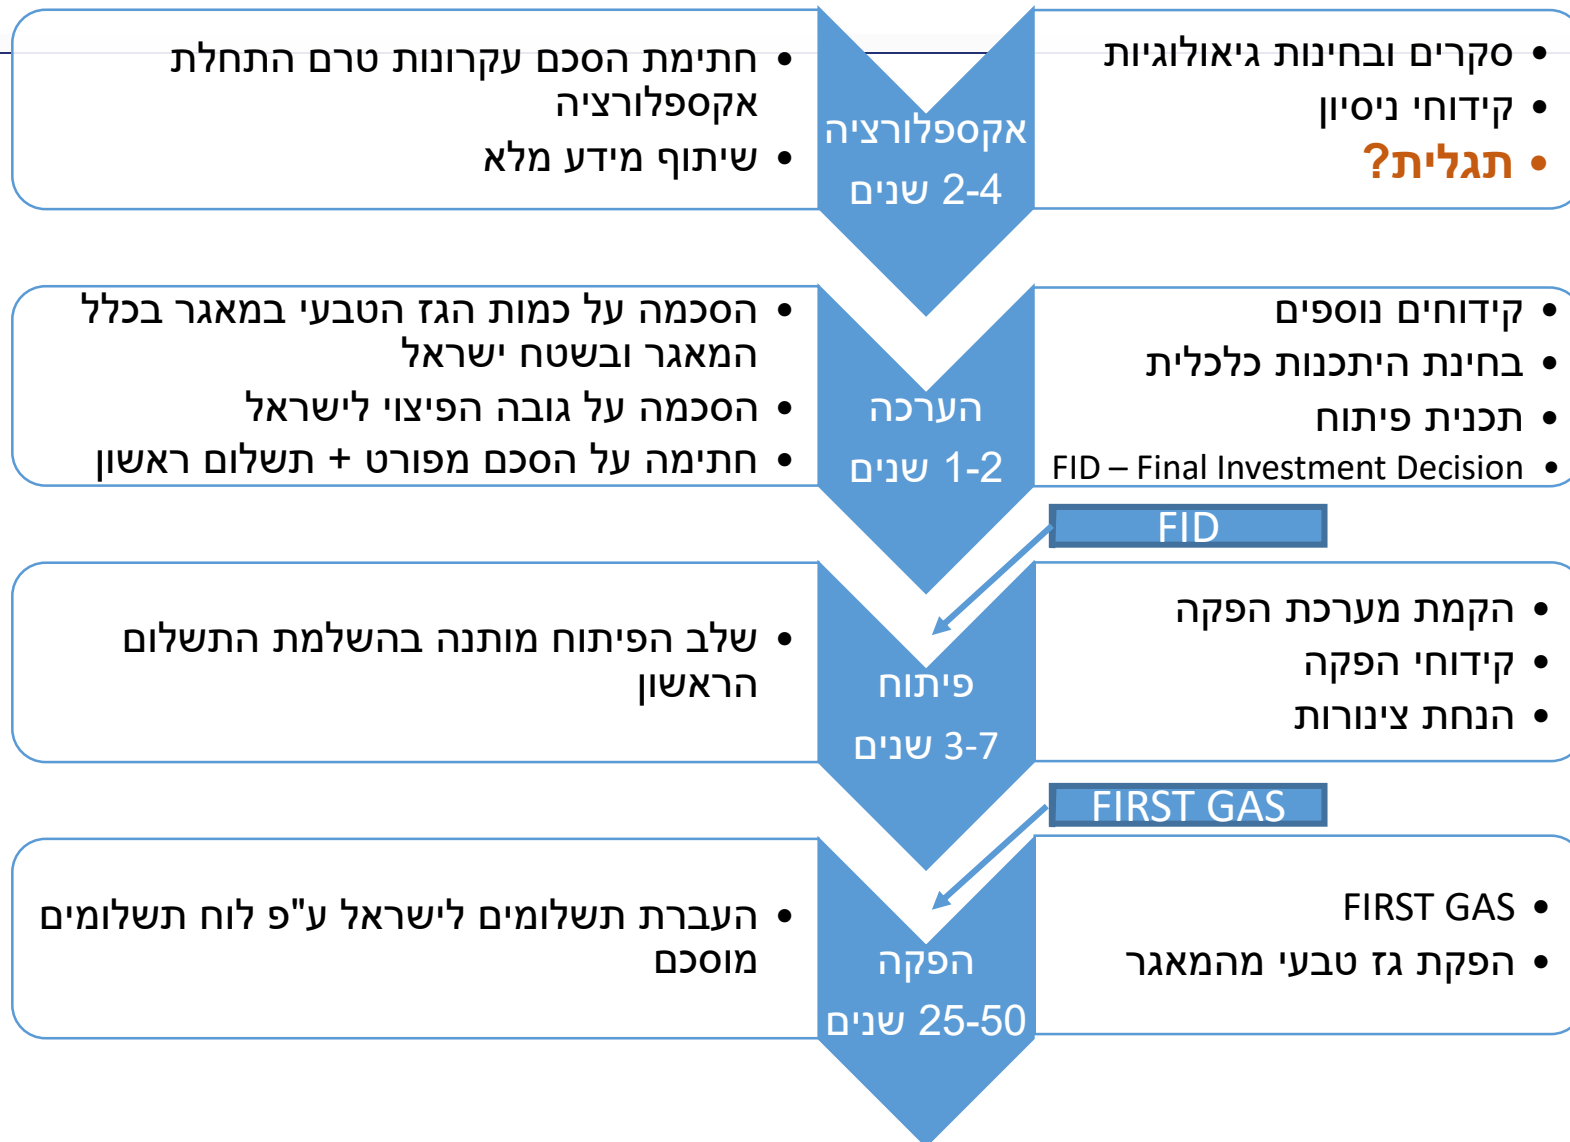 סקרים ובחינות גיאולוגיות
קידוחי ניסיון
תגלית?
אקספלורציה
2-4 שנים
חתימת הסכם עקרונות טרם התחלת
אקספלורציה
שיתוף מידע מלא
קידוחים נוספים
בחינת היתכנות כלכלית
תכנית פיתוח
FID – Final Investment Decision
הערכה
1-2 שנים
הסכמה על כמות הגז הטבעי במאגר בכלל
המאגר ובשטח ישראל
הסכמה על גובה הפיצוי לישראל
חתימה על הסכם מפורט + תשלום ראשון
FID
הקמת מערכת הפקה
קידוחי הפקה
הנחת צינורות
פיתוח
3-7 שנים
שלב הפיתוח מותנה בהשלמת התשלום
הראשון
FIRST GAS
FIRST GAS
הפקת גז טבעי מהמאגר
הפקה
25-50 שנים
העברת תשלומים לישראל ע"פ לוח תשלומים
מוסכם